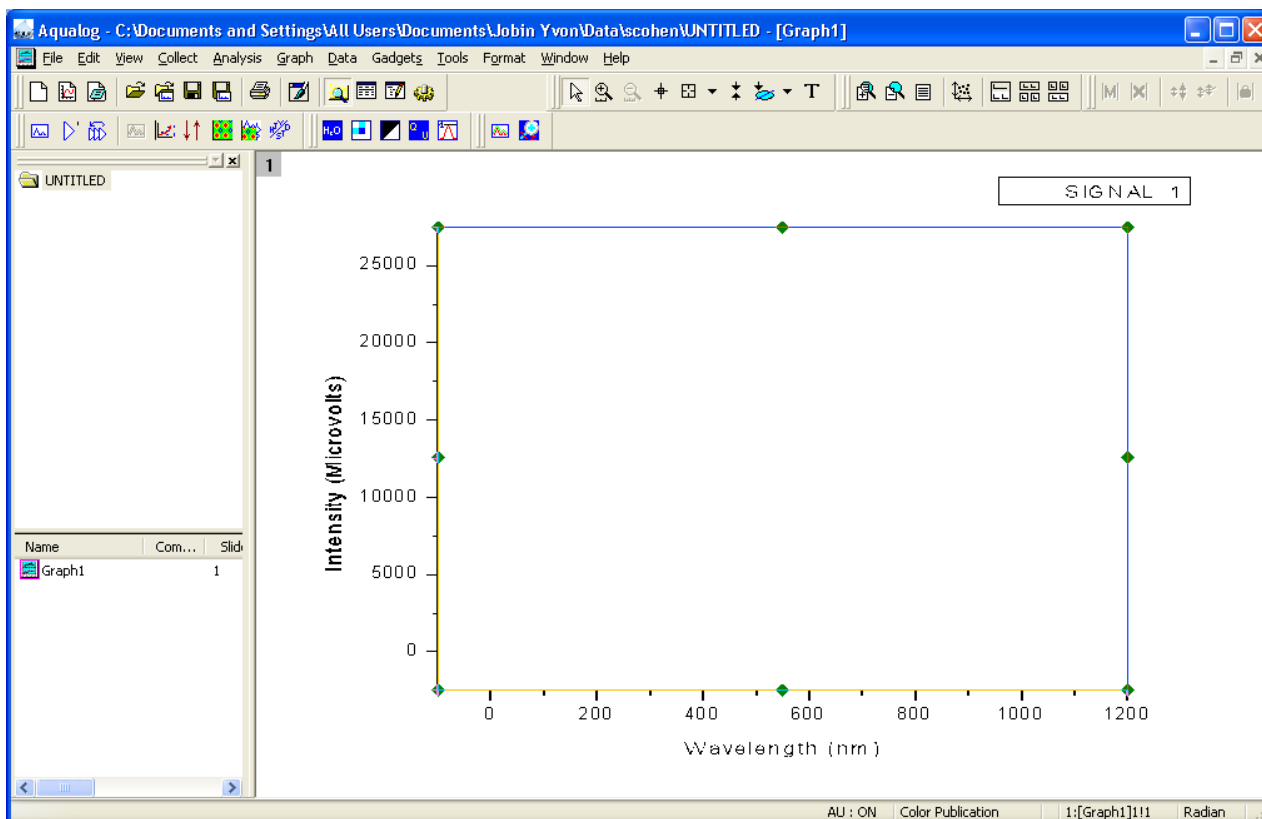 Aqualog - C:\Documents and Settings\All Users\Documents\Jobin Yvon\Data\scohen\UNTITLED - [Graph1]
File Edit View Collect Analysis Graph Data Gadgets Tools Format Window Help
T
M
H2O Q U
UNTITLED
1
SIGNAL 1
25000
20000
15000
10000
5000
0
Intensity (Microvolts)
0 200 400 600 800 1000 1200
Wavelength (nm)
Name Com... Slid
Graph1 1
AU : ON Color Publication 1:[Graph1]1!1 Radian